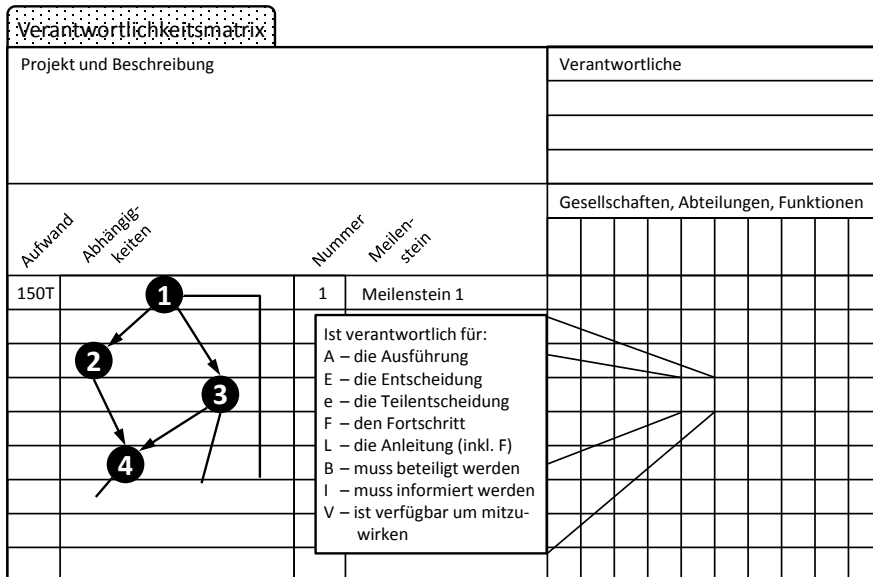 Verantwortlichkeitsmatrix
Projekt und Beschreibung
Verantwortliche
Aufwand
Abhängig-
keiten
Nummer
Meilen-
stein
Gesellschaften, Abteilungen, Funktionen
150T
1
1
Meilenstein 1
2
3
4
Ist verantwortlich für:
A – die Ausführung
E – die Entscheidung
e – die Teilentscheidung
F – den Fortschritt
L – die Anleitung (inkl. F)
B – muss beteiligt werden
I – muss informiert werden
V – ist verfügbar um mitzu-
wirken